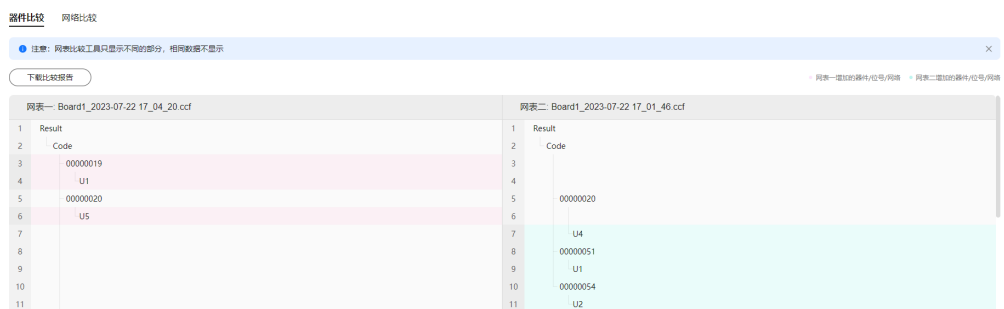 器件比较 网络比较
注意：网表比较工具只显示不同的部分，相同数据不显示
下载比较报告 网表一增加的器件/位号/网络 网表二增加的器件/位号/网络
网表一: Board1_2023-07-22 17_04_20.ccf
1 Result
2 Code
3 00000019
4 U1
5 00000020
6 U5
7
8
9
10
11
网表二: Board1_2023-07-22 17_01_46.ccf
1 Result
2 Code
3
4
5 00000020
6
7 U4
8 00000051
9 U1
10 00000054
11 U2